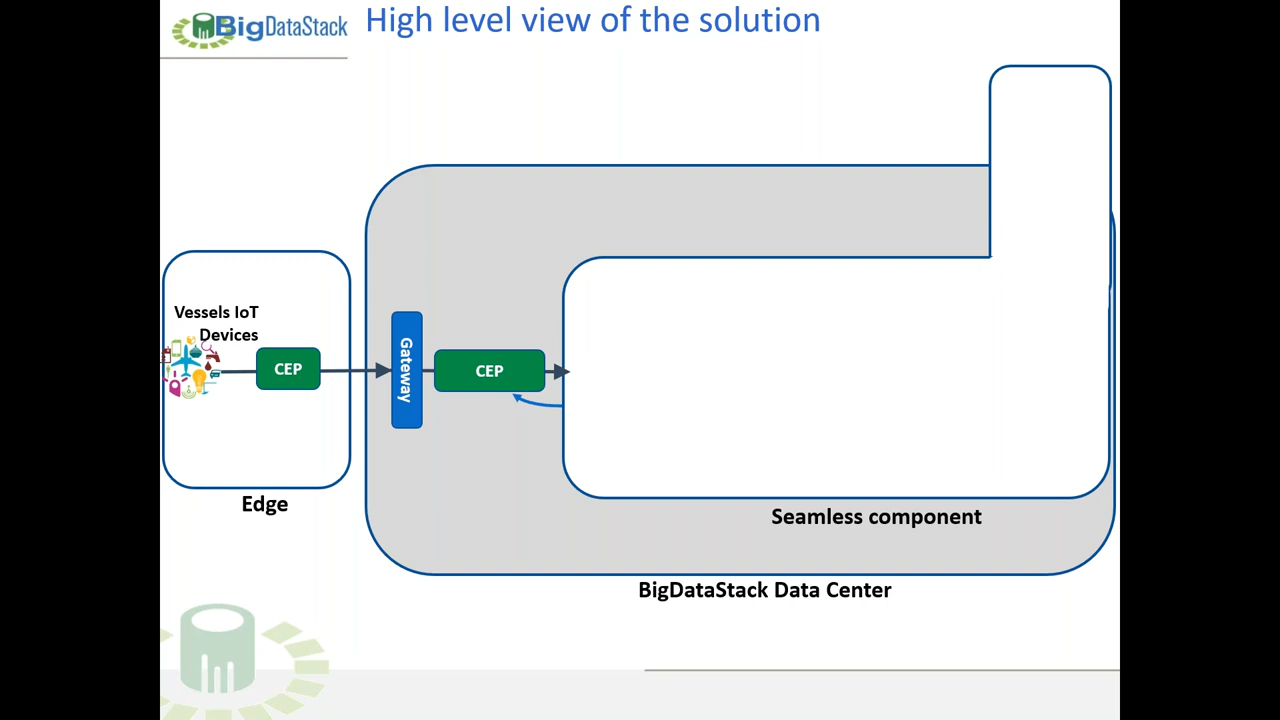 BigDataStack
High level view of the solution
Vessels IoT
Devices
CEP
Gateway
CEP
Edge
Seamless component
BigDataStack Data Center